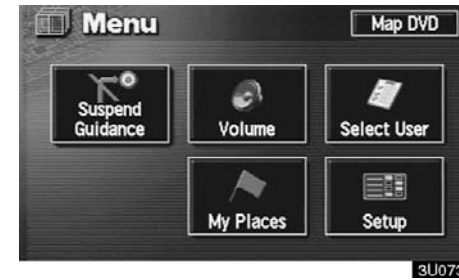 Menu
Map DVD
Suspend
Guidance
Volume
Select User
My Places
Setup